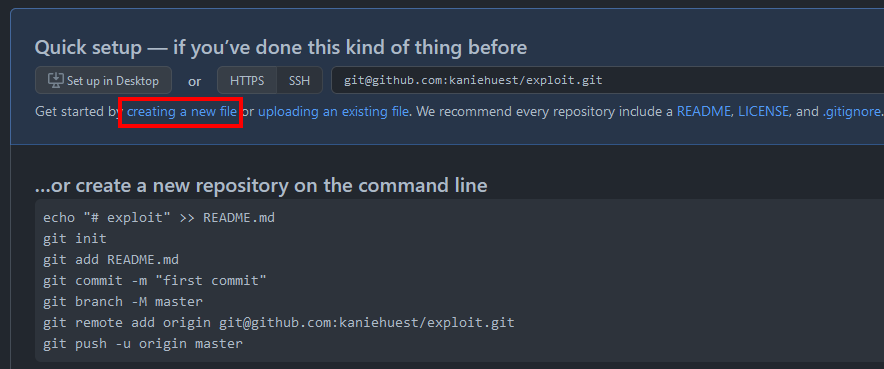 Quick setup — if you’ve done this kind of thing before
Set up in Desktop or HTTPS SSH git@github.com:kaniehuest/exploit.git
Get started by creating a new file or uploading an existing file. We recommend every repository include a README, LICENSE, and .gitignore.
…or create a new repository on the command line
echo "# exploit" >> README.md
git init
git add README.md
git commit -m "first commit"
git branch -M master
git remote add origin git@github.com:kaniehuest/exploit.git
git push -u origin master